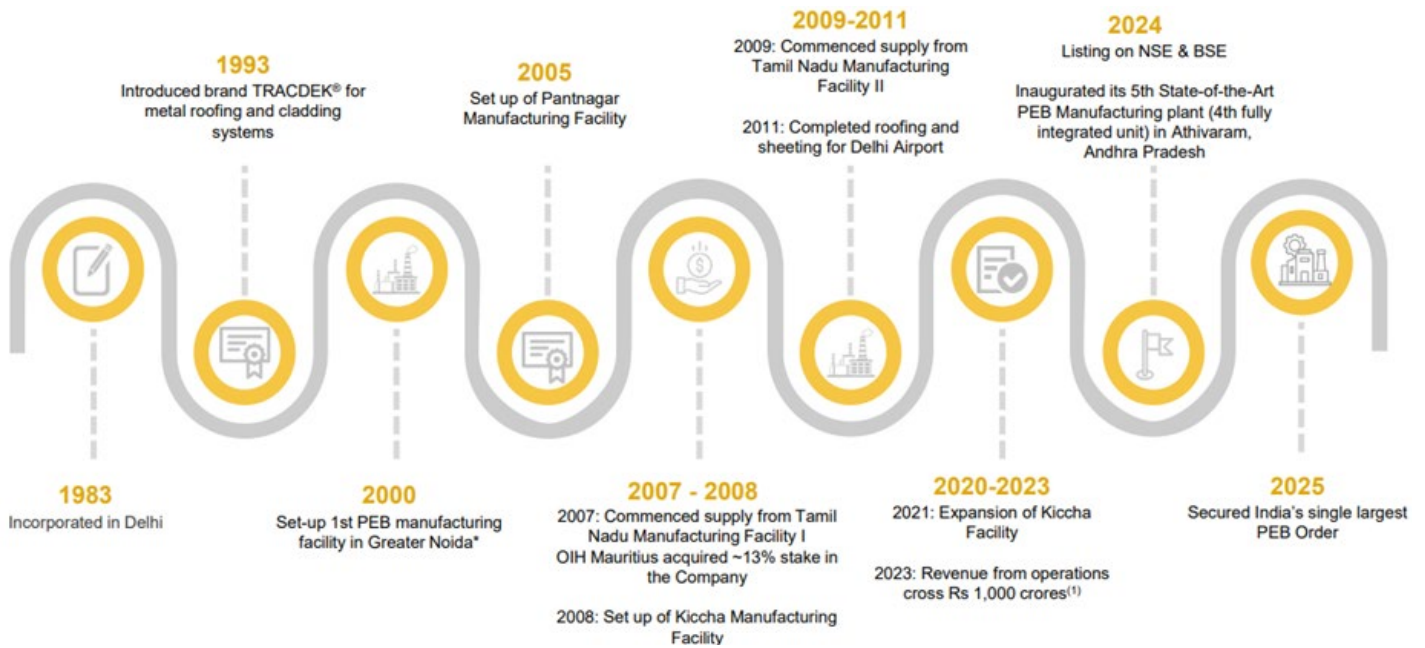 1983
Incorporated in Delhi
1993
Introduced brand TRACDEK® for
metal roofing and cladding
systems
2000
Set-up 1st PEB manufacturing
facility in Greater Noida*
2005
Set up of Pantnagar
Manufacturing Facility
2007 - 2008
2007: Commenced supply from Tamil
Nadu Manufacturing Facility I
OIH Mauritius acquired ~13% stake in
the Company
2008: Set up of Kiccha Manufacturing
Facility
2009-2011
2009: Commenced supply from
Tamil Nadu Manufacturing
Facility II
2011: Completed roofing and
sheeting for Delhi Airport
2020-2023
2021: Expansion of Kiccha
Facility
2023: Revenue from operations
cross Rs 1,000 crores(1)
2024
Listing on NSE & BSE
Inaugurated its 5th State-of-the-Art
PEB Manufacturing plant (4th fully
integrated unit) in Athivaram,
Andhra Pradesh
2025
Secured India's single largest
PEB Order